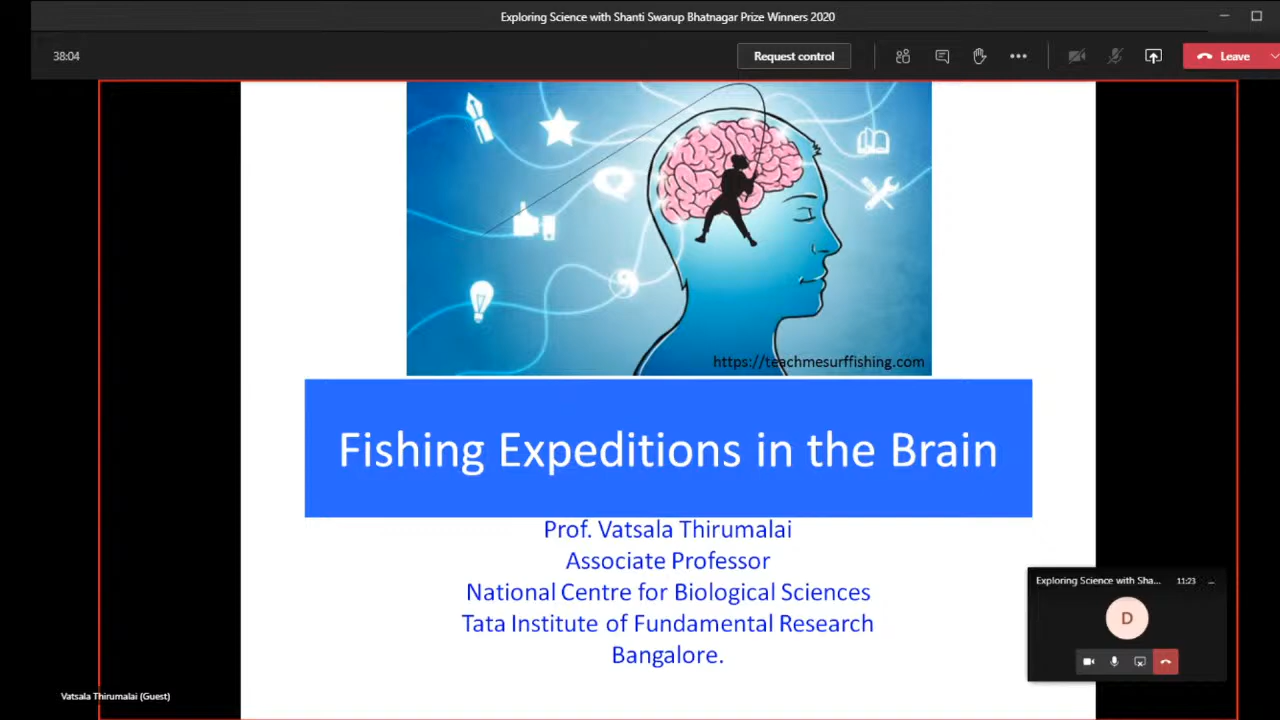 Exploring Science with Shanti Swarup Bhatnagar Prize Winners 2020
38:04
Request control
Leave
https://teachmesurffishing.com
Fishing Expeditions in the Brain
Prof. Vatsala Thirumalai
Associate Professor
National Centre for Biological Sciences
Tata Institute of Fundamental Research
Bangalore.
Exploring Science with Sha...
11:23
D
Vatsala Thirumalai (Guest)